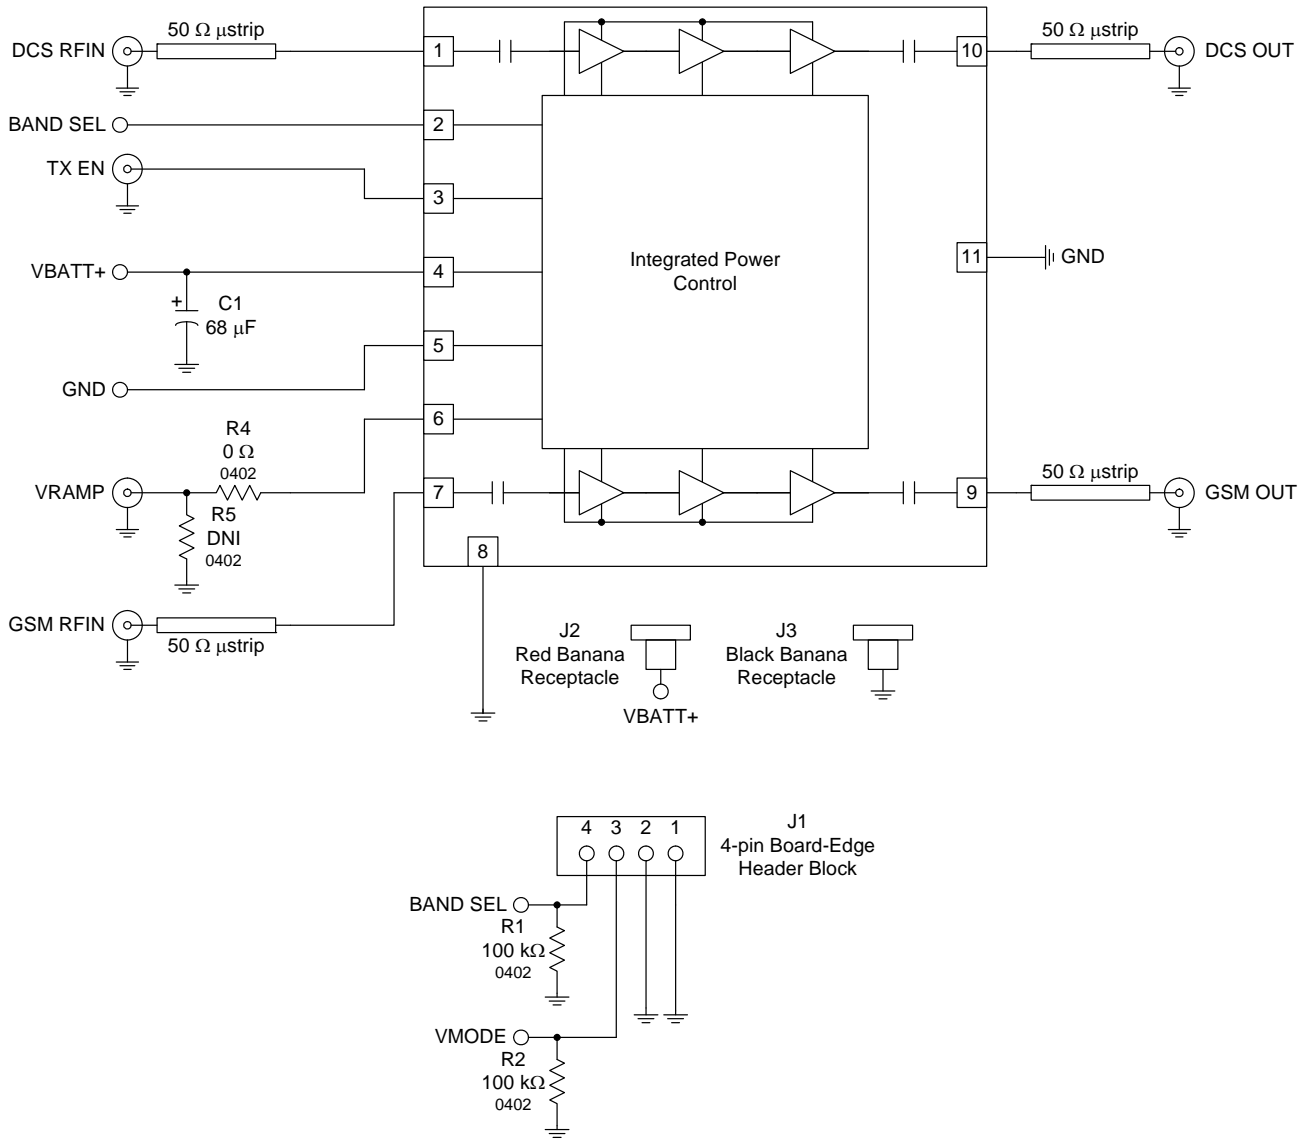 50 Ω µstrip
DCS RFIN
1
10
50 Ω µstrip
DCS OUT
BAND SEL
2
TX EN
3
Integrated Power
Control
11
GND
VBATT+
4
+
C1
68 µF
5
GND
6
R4
0 Ω
0402
VRAMP
R5
DNI
0402
7
9
50 Ω µstrip
GSM OUT
8
GSM RFIN
50 Ω µstrip
J2
Red Banana
Receptacle
VBATT+
J3
Black Banana
Receptacle
4 3 2 1
J1
4-pin Board-Edge
Header Block
BAND SEL
R1
100 kΩ
0402
VMODE
R2
100 kΩ
0402